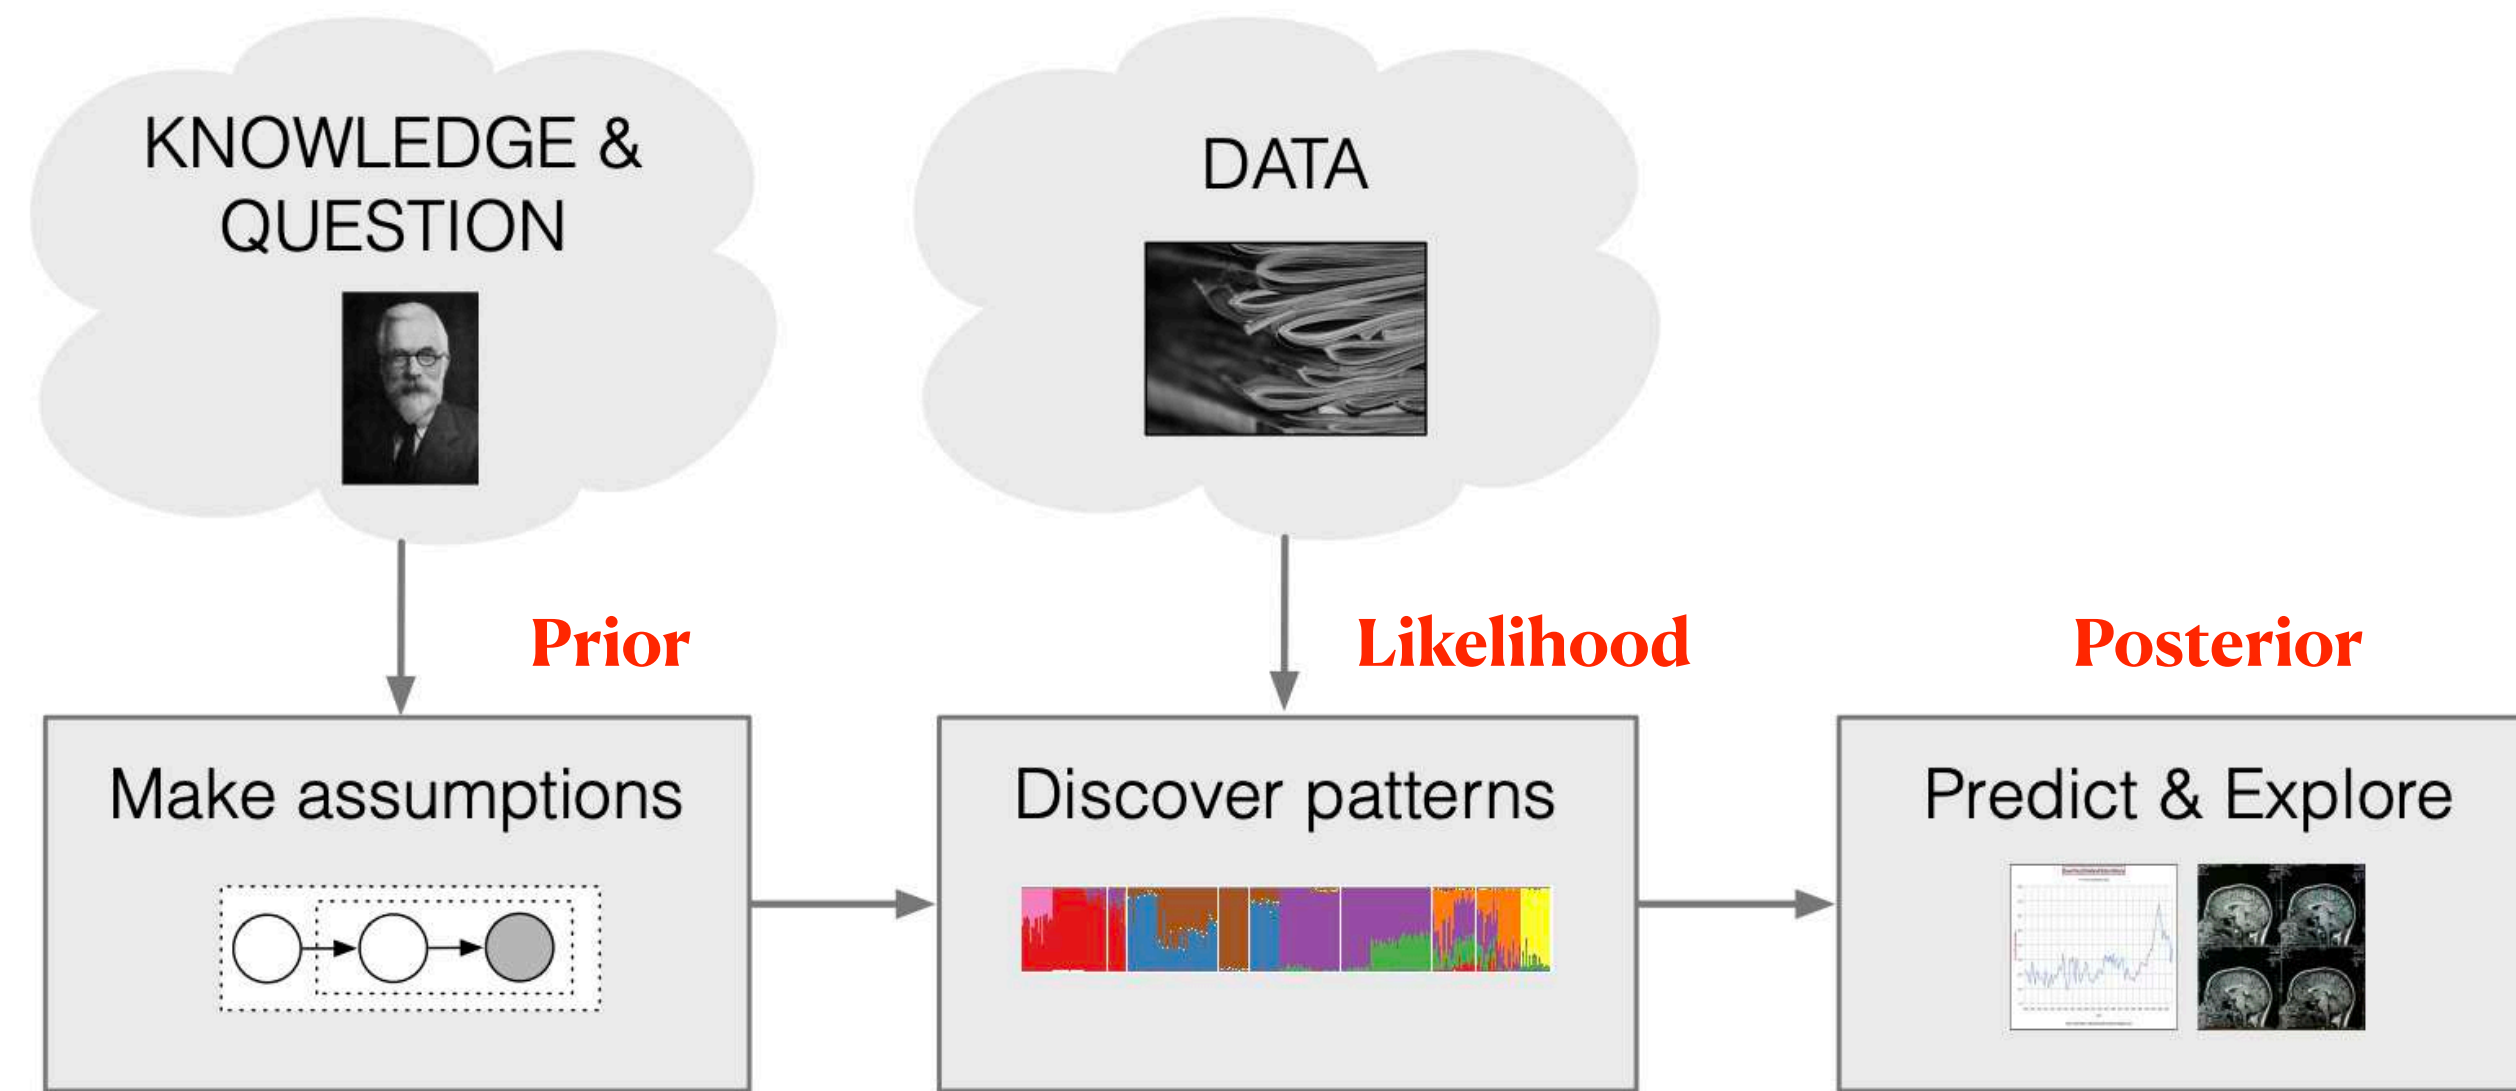 KNOWLEDGE &
QUESTION
DATA
Prior
Likelihood
Posterior
Make assumptions
Discover patterns
Predict & Explore